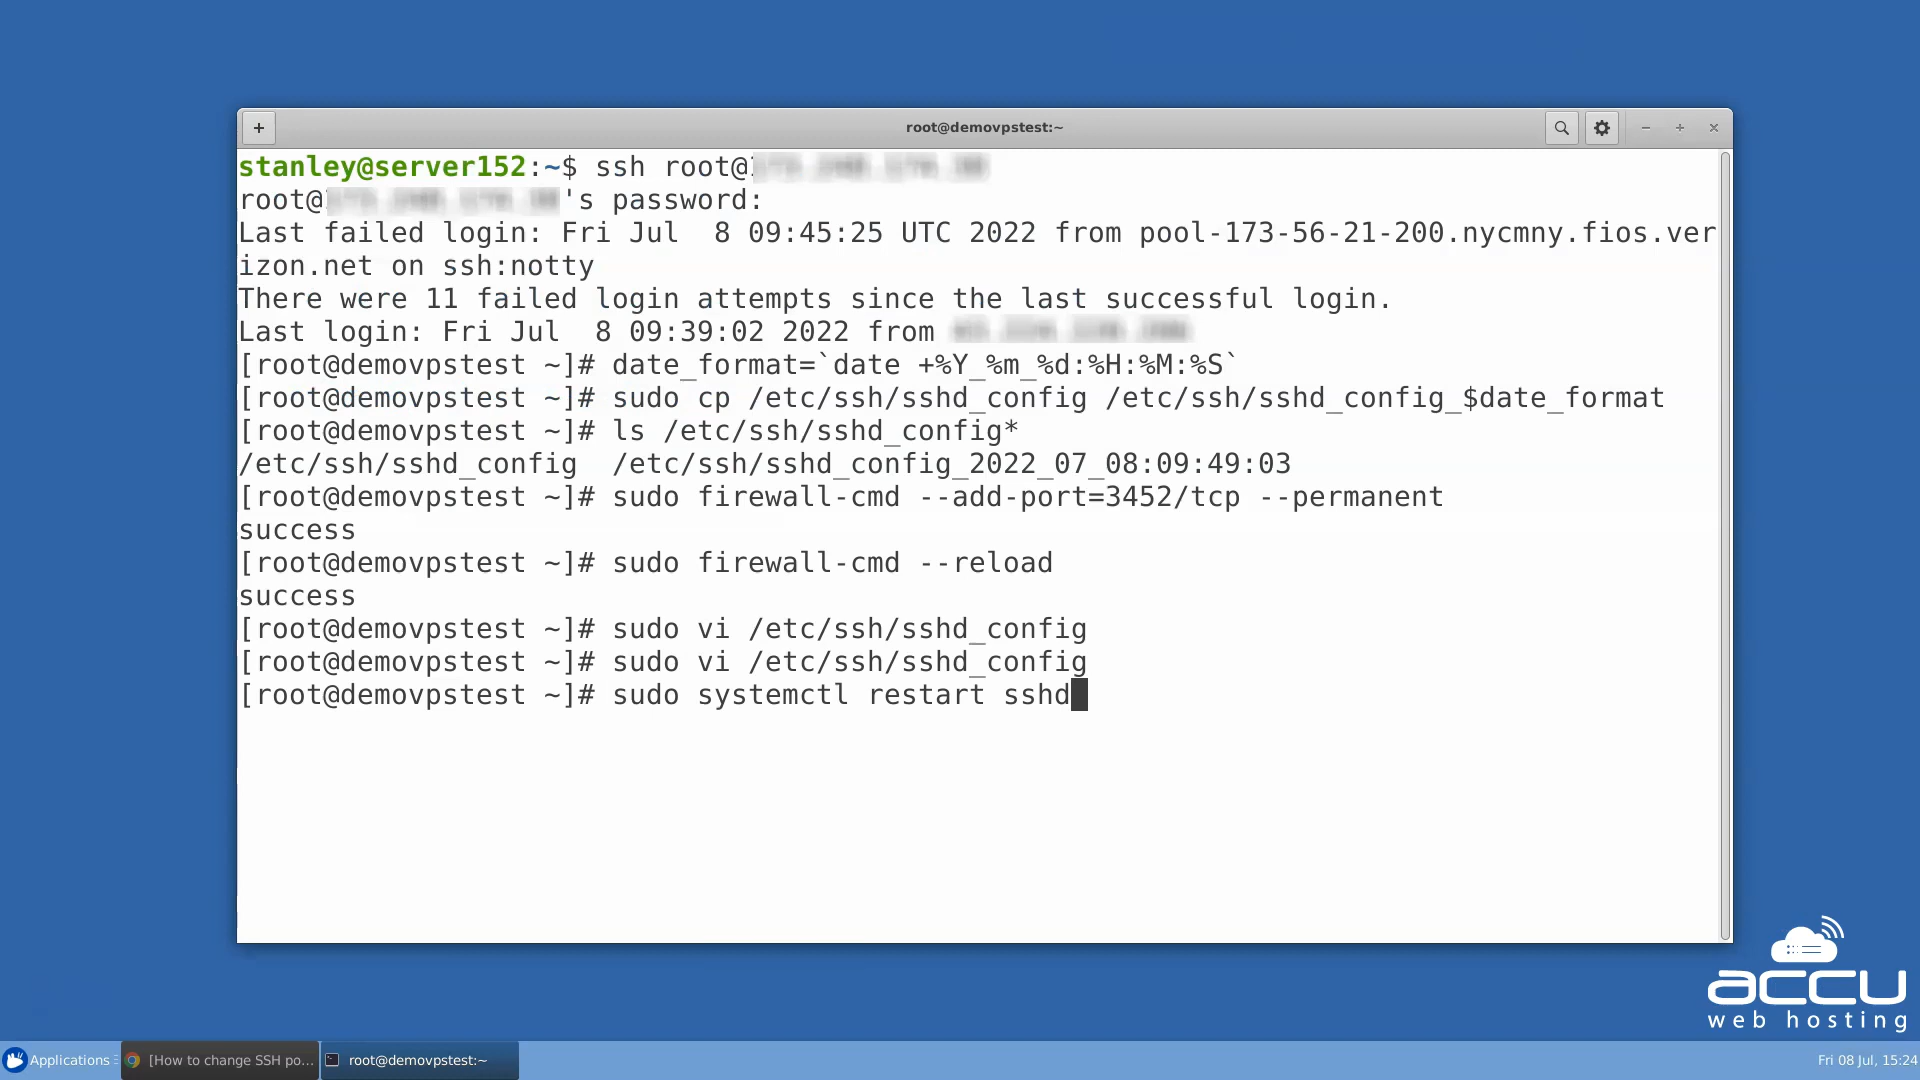 root@demovpstest:~
stanley@server152:~$ ssh root@
root@ 's password:
Last failed login: Fri Jul  8 09:45:25 UTC 2022 from pool-173-56-21-200.nycmny.fios.ver
izon.net on ssh:notty
There were 11 failed login attempts since the last successful login.
Last login: Fri Jul  8 09:39:02 2022 from
[root@demovpstest ~]# date_format=`date +%Y_%m_%d:%H:%M:%S`
[root@demovpstest ~]# sudo cp /etc/ssh/sshd_config /etc/ssh/sshd_config_$date_format
[root@demovpstest ~]# ls /etc/ssh/sshd_config*
/etc/ssh/sshd_config  /etc/ssh/sshd_config_2022_07_08:09:49:03
[root@demovpstest ~]# sudo firewall-cmd --add-port=3452/tcp --permanent
success
[root@demovpstest ~]# sudo firewall-cmd --reload
success
[root@demovpstest ~]# sudo vi /etc/ssh/sshd_config
[root@demovpstest ~]# sudo vi /etc/ssh/sshd_config
[root@demovpstest ~]# sudo systemctl restart sshd
accu
web hosting
Applications
[How to change SSH po...
root@demovpstest:~
Fri 08 Jul, 15:24